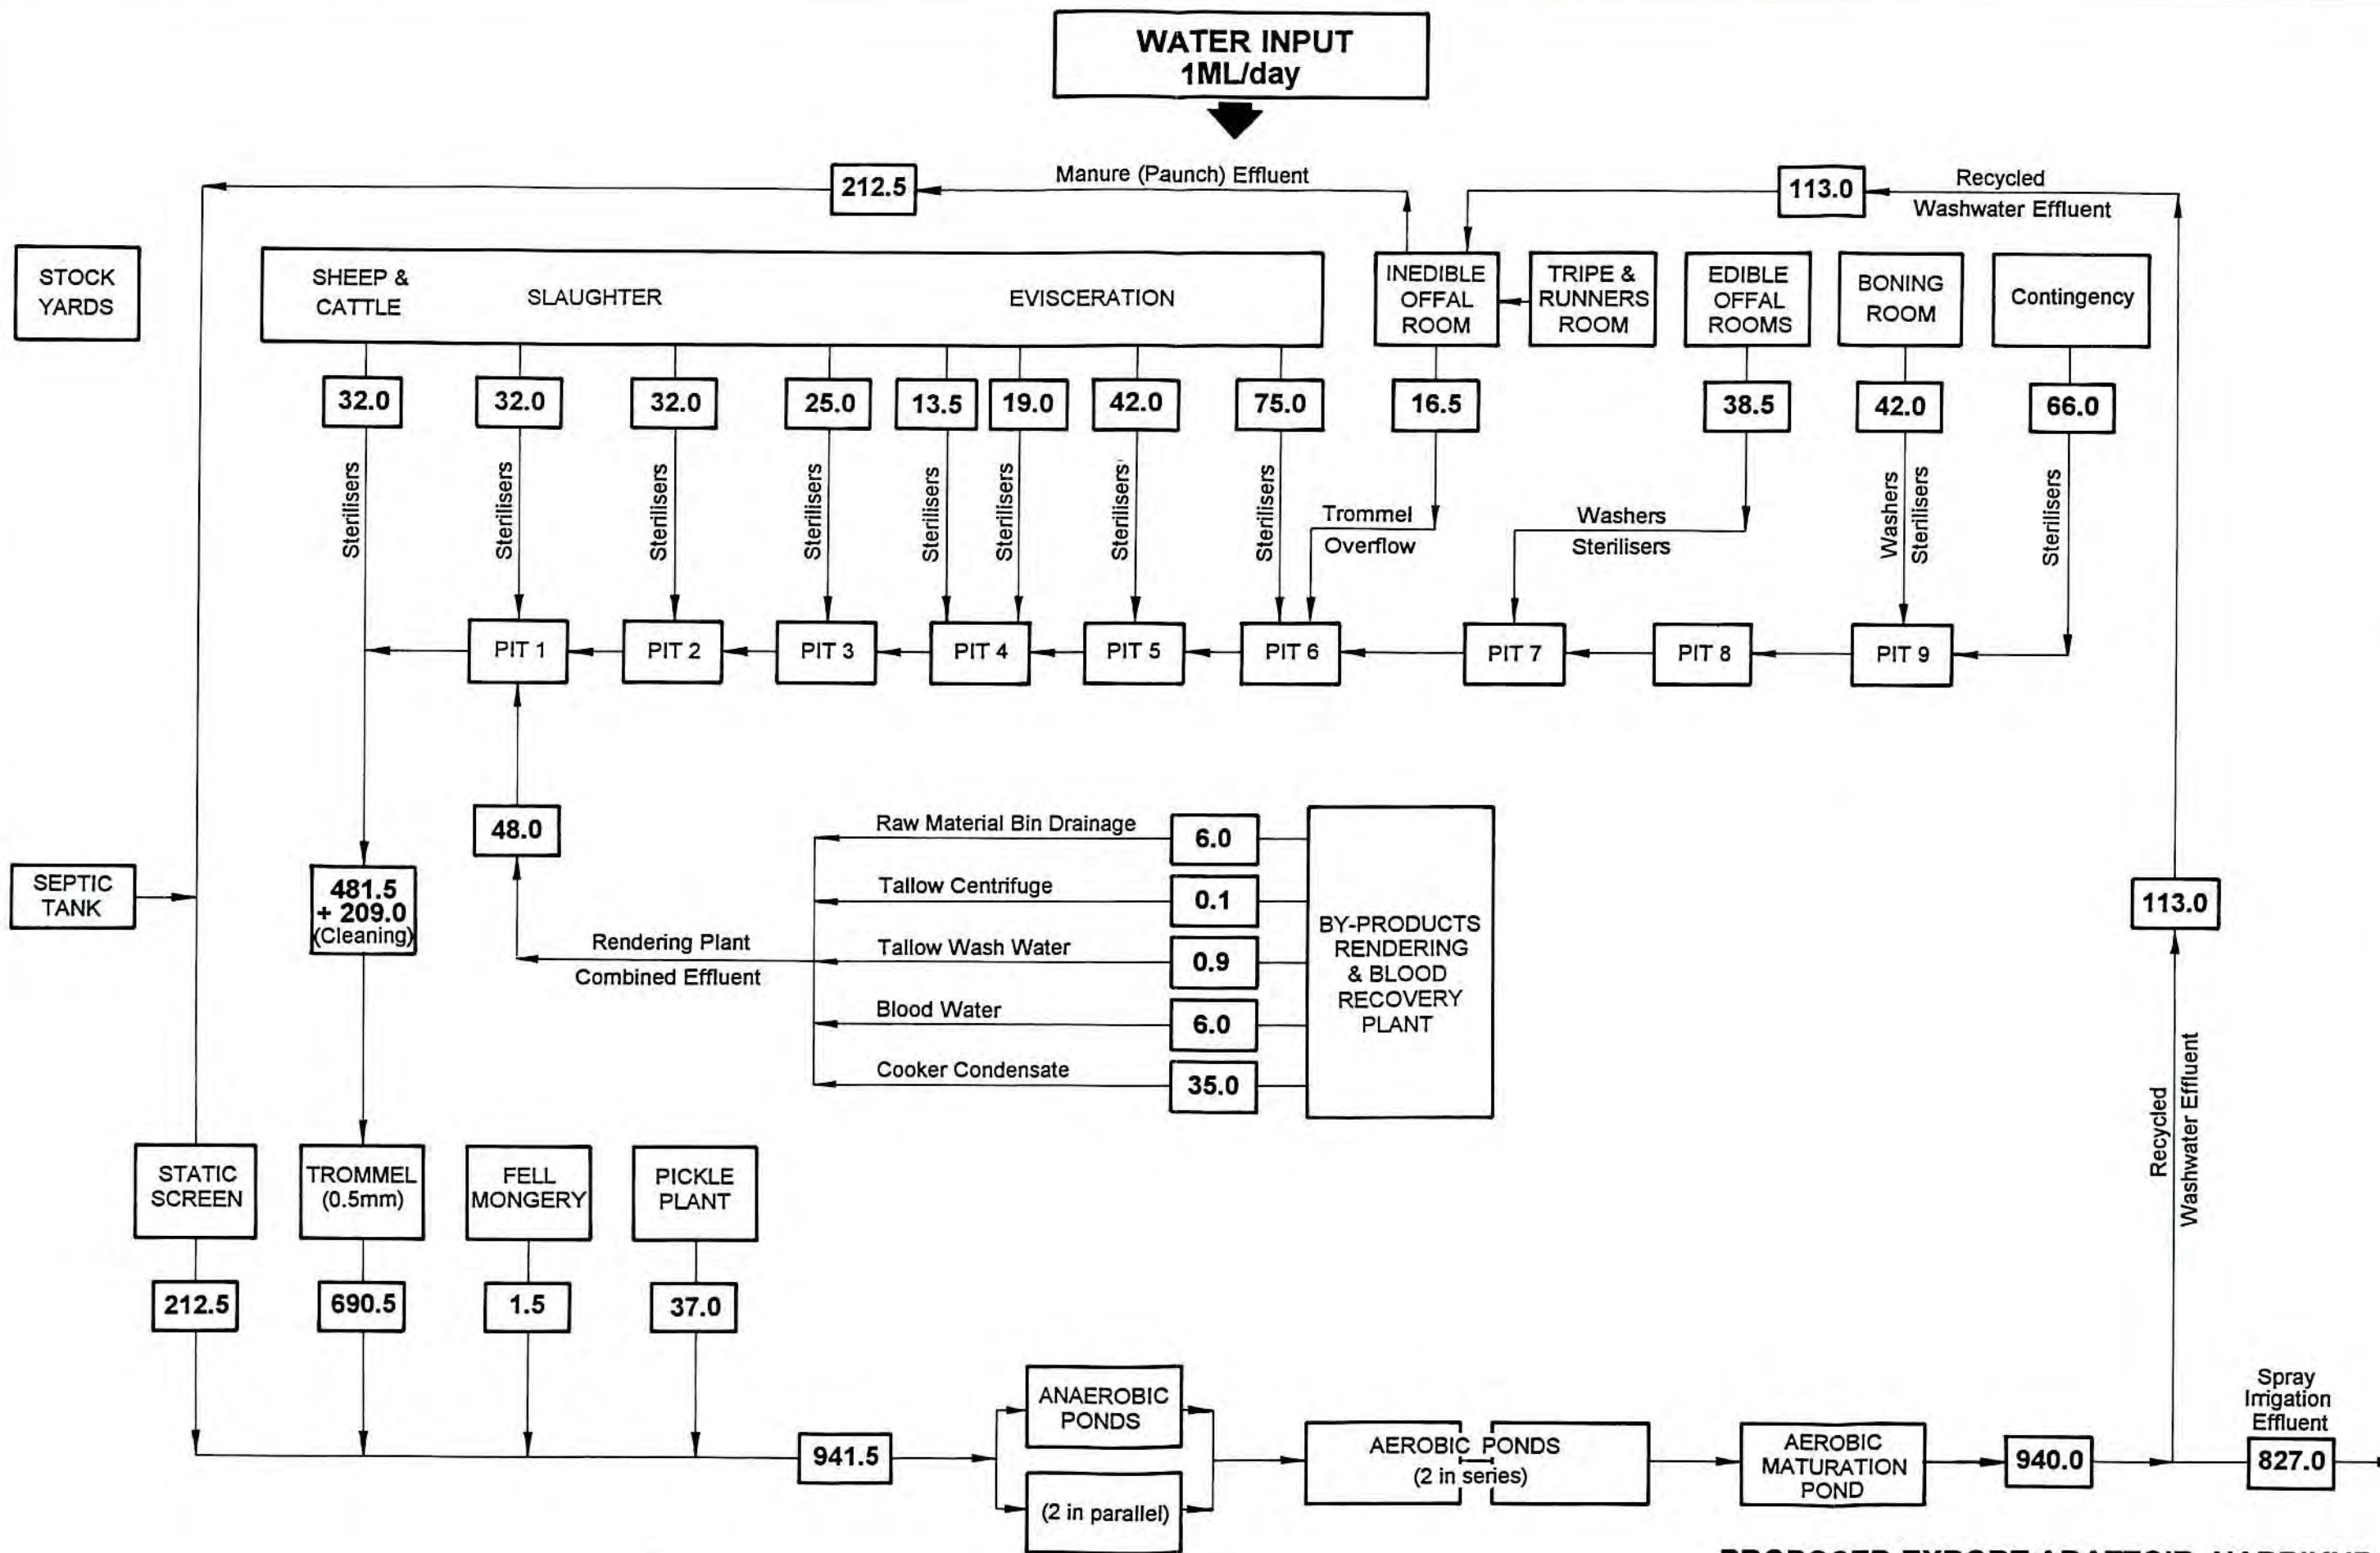 WATER INPUT
1ML/day
212.5
Manure (Paunch) Effluent
113.0
Recycled
Washwater Effluent
STOCK
YARDS
SHEEP &
CATTLE
SLAUGHTER
EVISCERATION
INEDIBLE
OFFAL
ROOM
TRIPE &
RUNNERS
ROOM
EDIBLE
OFFAL
ROOMS
BONING
ROOM
Contingency
32.0
32.0
32.0
25.0
13.5
19.0
42.0
75.0
16.5
38.5
42.0
66.0
Sterilisers
Sterilisers
Sterilisers
Sterilisers
Sterilisers
Sterilisers
Sterilisers
Sterilisers
Trommel
Overflow
Washers
Sterilisers
Washers
Sterilisers
Sterilisers
PIT 1
PIT 2
PIT 3
PIT 4
PIT 5
PIT 6
PIT 7
PIT 8
PIT 9
48.0
Raw Material Bin Drainage
6.0
Tallow Centrifuge
0.1
Tallow Wash Water
0.9
Blood Water
6.0
Cooker Condensate
35.0
BY-PRODUCTS
RENDERING
& BLOOD
RECOVERY
PLANT
Rendering Plant
Combined Effluent
SEPTIC
TANK
481.5
+ 209.0
(Cleaning)
113.0
Recycled
Washwater Effluent
STATIC
SCREEN
TROMMEL
(0.5mm)
FELL
MONGERY
PICKLE
PLANT
212.5
690.5
1.5
37.0
941.5
ANAEROBIC
PONDS
(2 in parallel)
AEROBIC PONDS
(2 in series)
AEROBIC
MATURATION
POND
940.0
Spray
Irrigation
Effluent
827.0